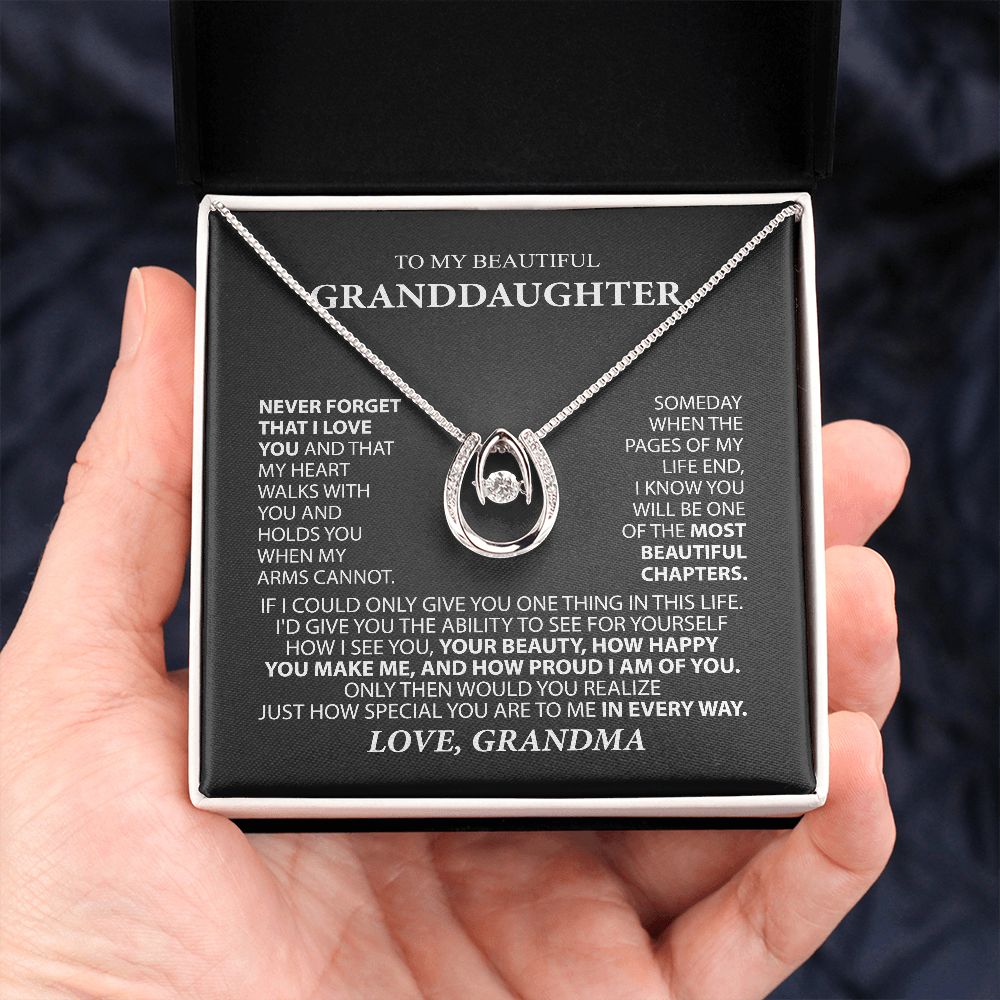 TO MY BEAUTIFUL
GRANDDAUGHTER
NEVER FORGET
THAT I LOVE
YOU AND THAT
MY HEART
WALKS WITH
YOU AND
HOLDS YOU
WHEN MY
ARMS CANNOT.
SOMEDAY
WHEN THE
PAGES OF MY
LIFE END,
I KNOW YOU
WILL BE ONE
OF THE MOST
BEAUTIFUL
CHAPTERS.
IF I COULD ONLY GIVE YOU ONE THING IN THIS LIFE.
I'D GIVE YOU THE ABILITY TO SEE FOR YOURSELF
HOW I SEE YOU, YOUR BEAUTY, HOW HAPPY
YOU MAKE ME, AND HOW PROUD I AM OF YOU.
ONLY THEN WOULD YOU REALIZE
JUST HOW SPECIAL YOU ARE TO ME IN EVERY WAY.
LOVE, GRANDMA